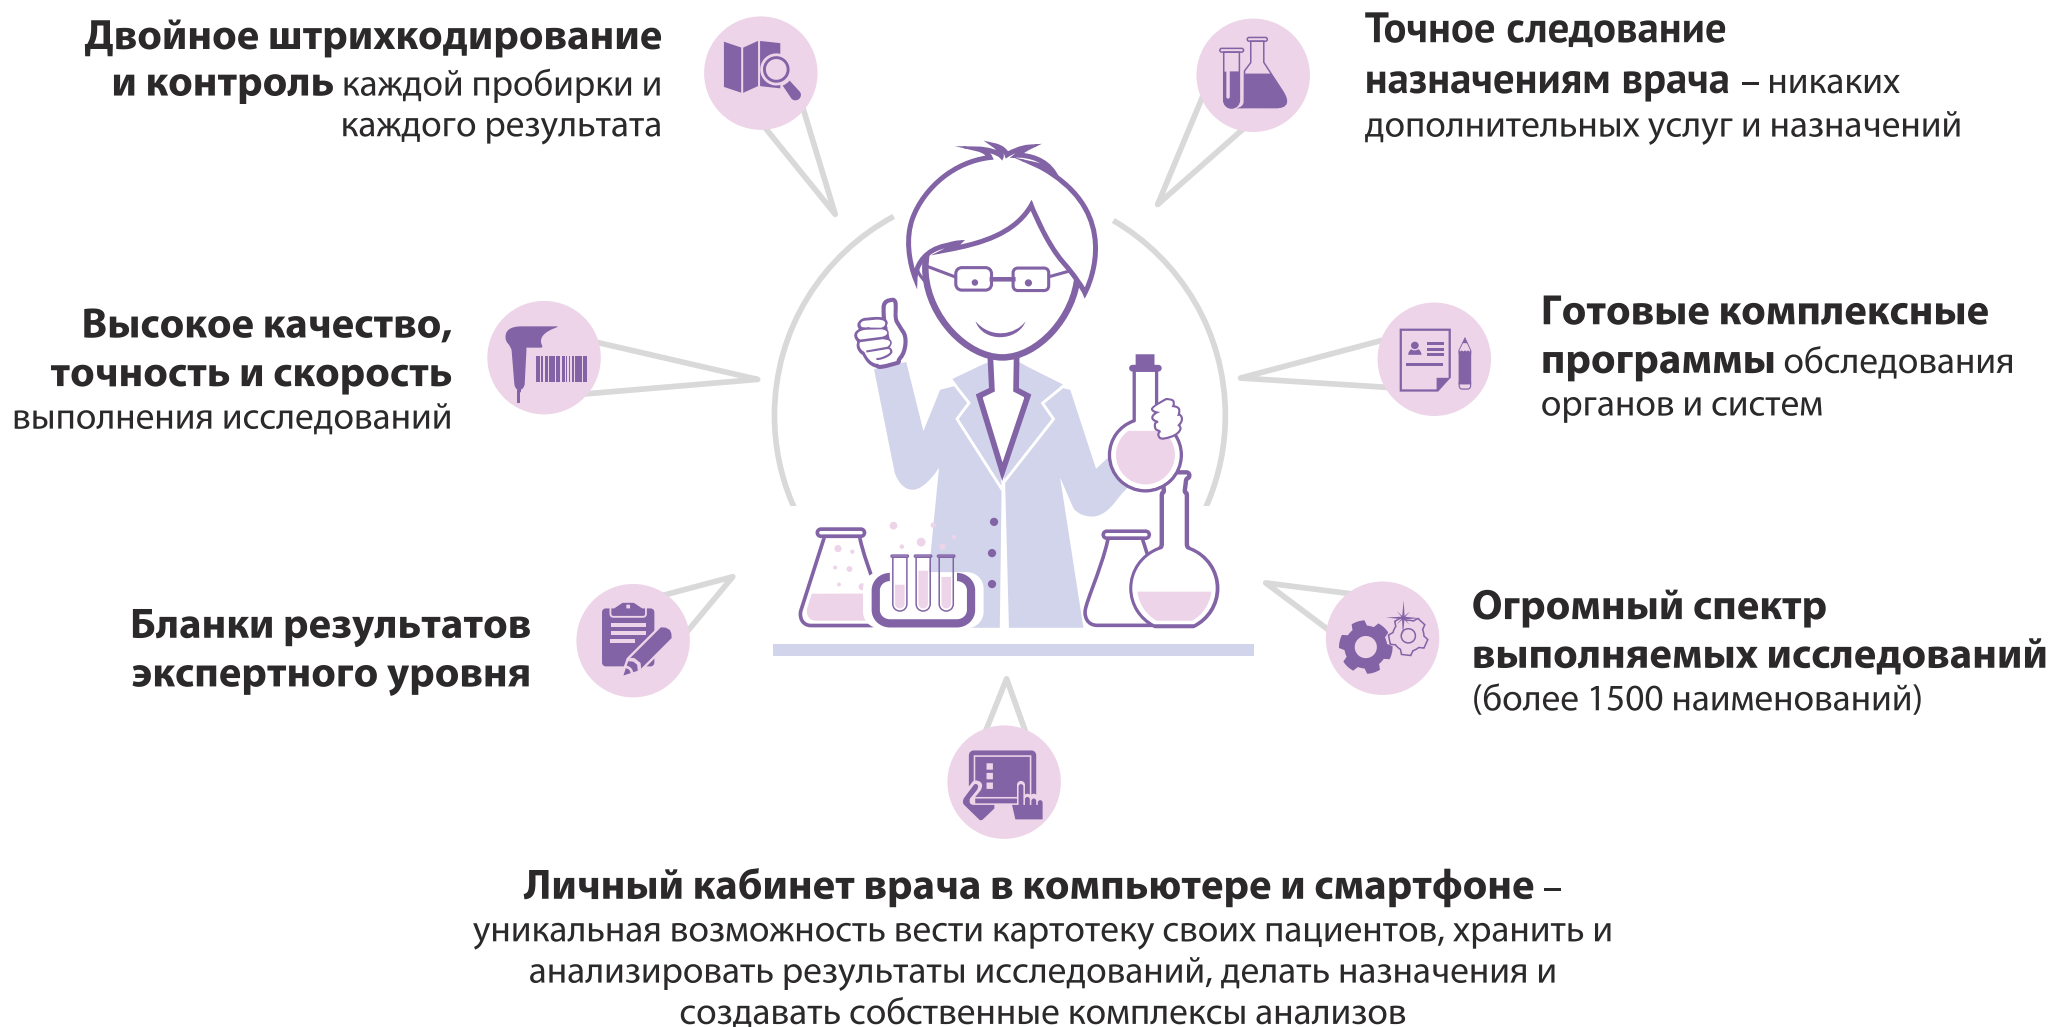 Двойное штрихкодирование
и контроль каждой пробирки и
каждого результата
Точное следование
назначениям врача – никаких
дополнительных услуг и назначений
Высокое качество,
точность и скорость
выполнения исследований
Готовые комплексные
программы обследования
органов и систем
Бланки результатов
экспертного уровня
Огромный спектр
выполняемых исследований
(более 1500 наименований)
Личный кабинет врача в компьютере и смартфоне –
уникальная возможность вести картотеку своих пациентов, хранить и
анализировать результаты исследований, делать назначения и
создавать собственные комплексы анализов